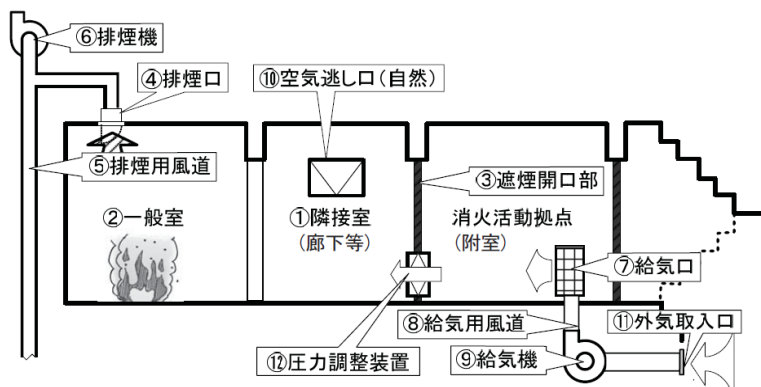 ⑥排煙機
④排煙口
⑩空気逃し口(自然)
⑤排煙用風道
③遮煙開口部
②一般室
①隣接室
(廊下等)
消火活動拠点
(附室)
⑦給気口
⑧給気用風道
⑪外気取入口
⑫圧力調整装置
⑨給気機